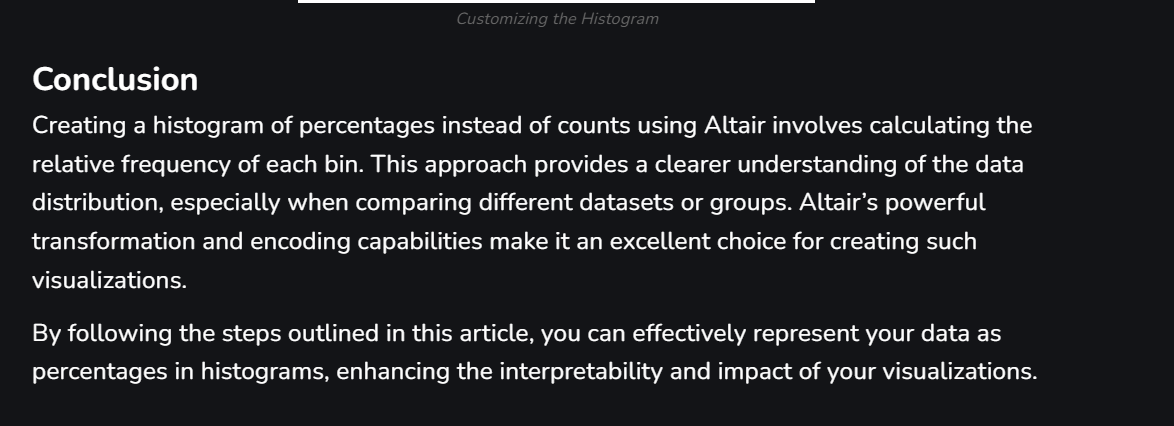 Customizing the Histogram
Conclusion
Creating a histogram of percentages instead of counts using Altair involves calculating the
relative frequency of each bin. This approach provides a clearer understanding of the data
distribution, especially when comparing different datasets or groups. Altair’s powerful
transformation and encoding capabilities make it an excellent choice for creating such
visualizations.
By following the steps outlined in this article, you can effectively represent your data as
percentages in histograms, enhancing the interpretability and impact of your visualizations.